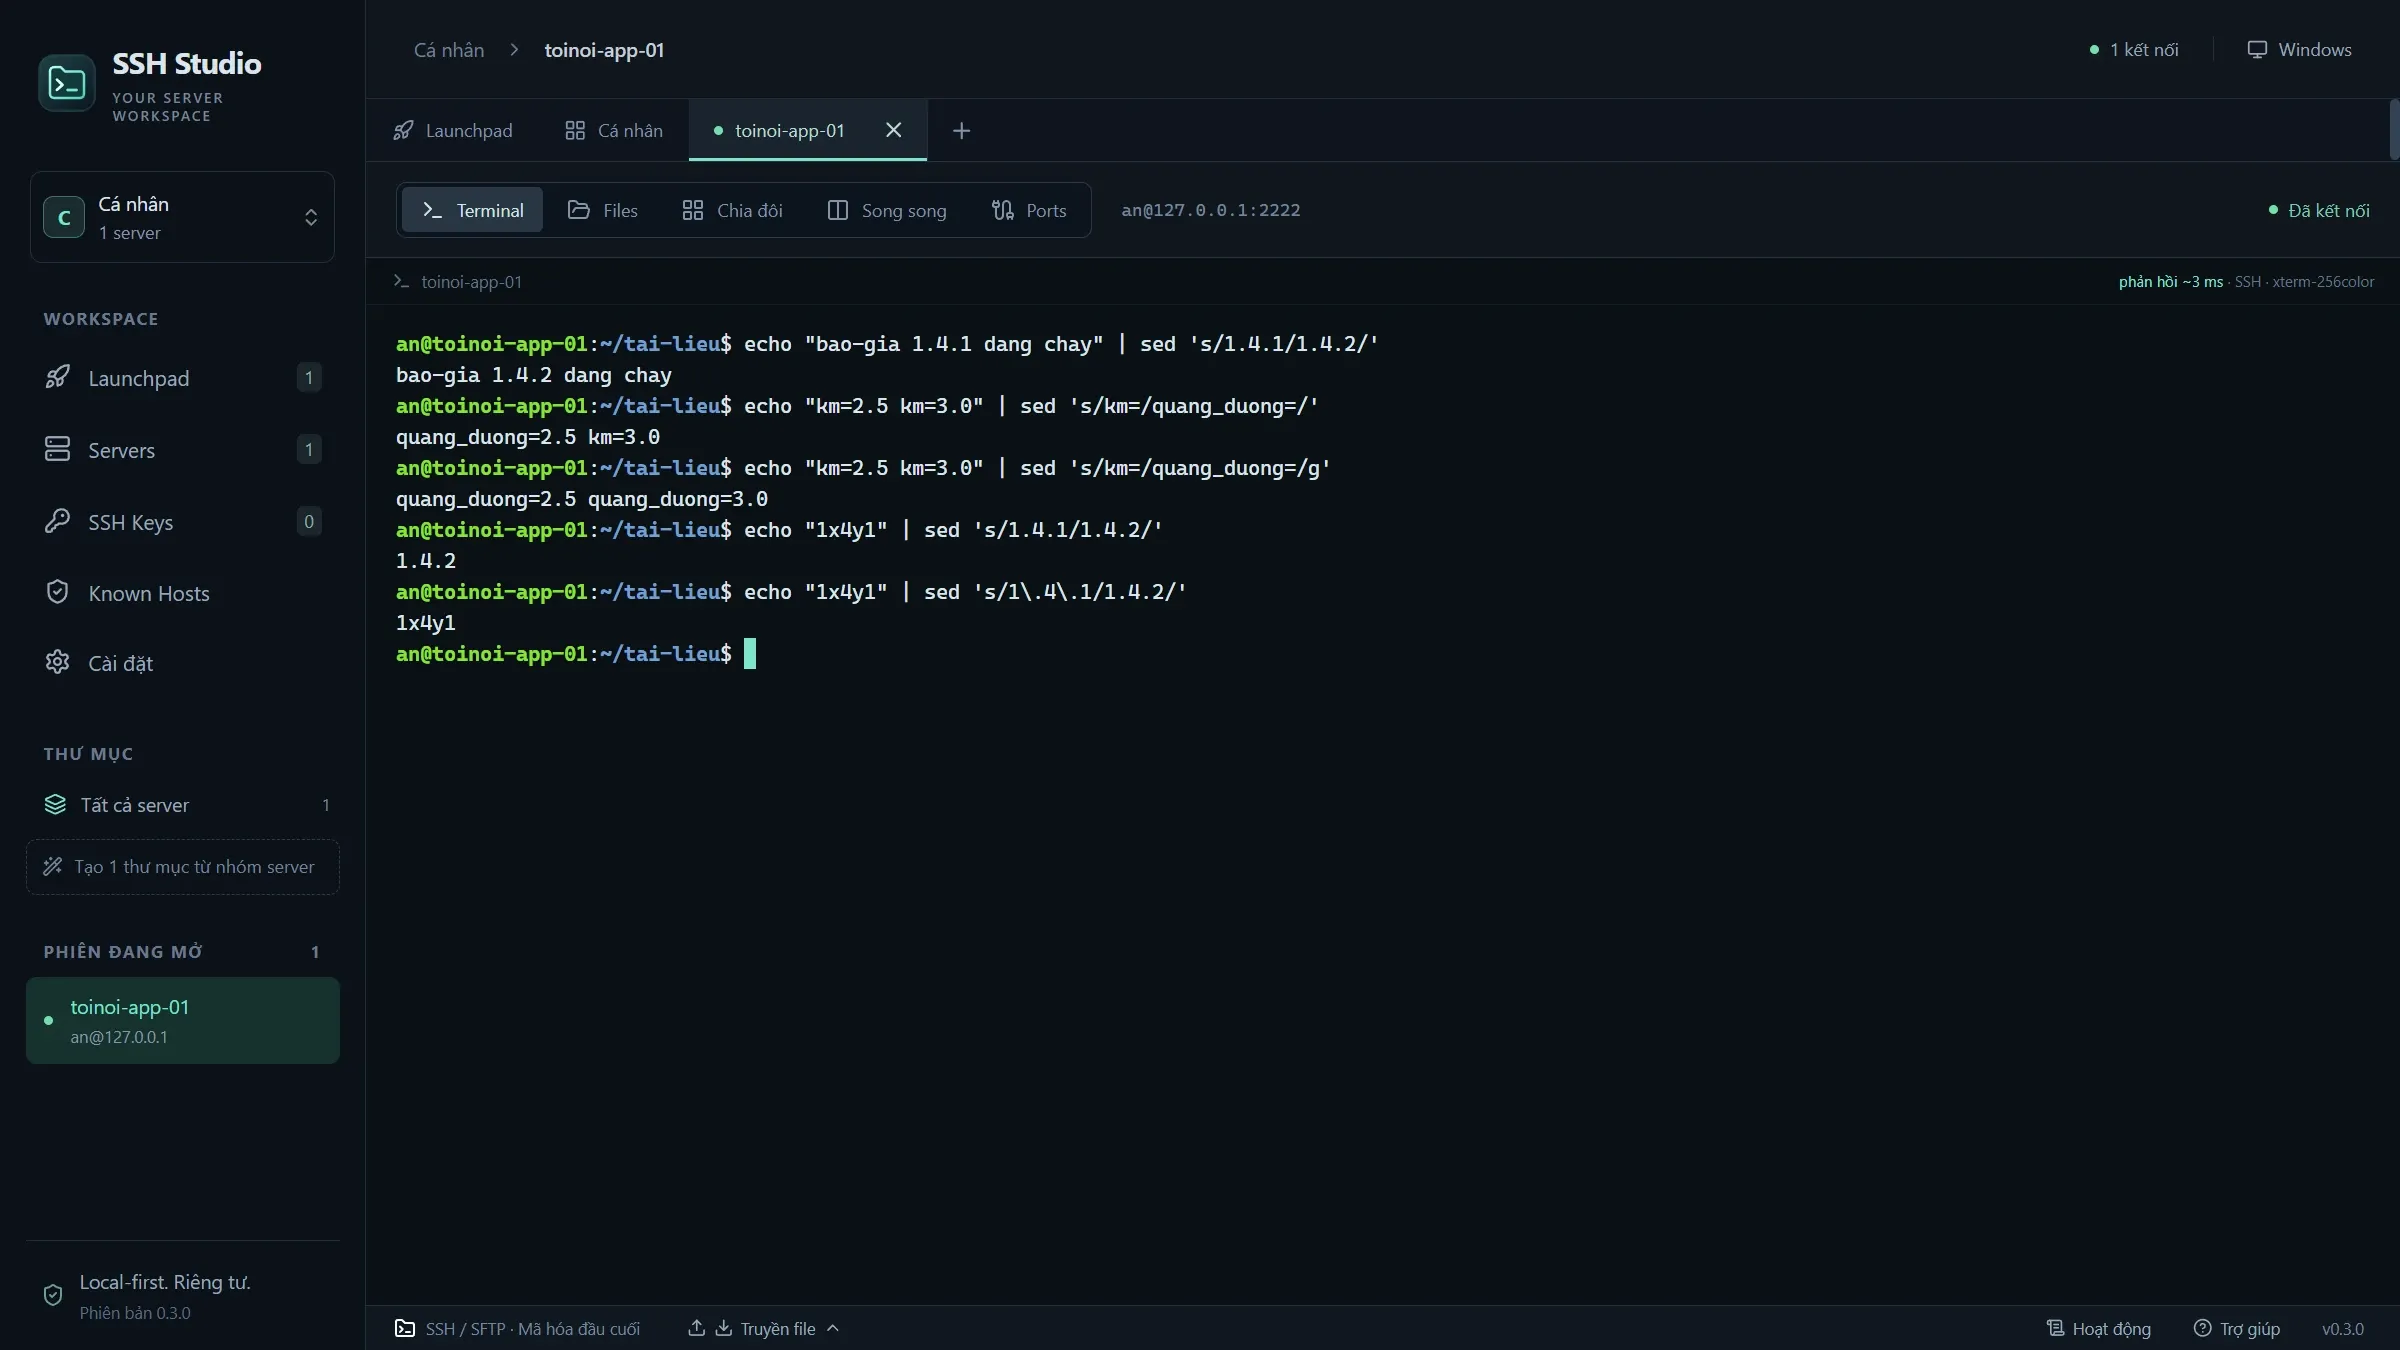 SSH Studio
YOUR SERVER
WORKSPACE
C
Cá nhân
1 server
WORKSPACE
Launchpad 1
Servers 1
SSH Keys 0
Known Hosts
Cài đặt
THƯ MỤC
Tất cả server 1
Tạo 1 thư mục từ nhóm server
PHIÊN ĐANG MỞ 1
toinoi-app-01
an@127.0.0.1
Local-first. Riêng tư.
Phiên bản 0.3.0
Cá nhân > toinoi-app-01
1 kết nối
Windows
Launchpad
Cá nhân
toinoi-app-01
Terminal
Files
Chia đôi
Song song
Ports
an@127.0.0.1:2222
Đã kết nối
toinoi-app-01
phản hồi ~3 ms · SSH · xterm-256color
an@toinoi-app-01:~/tai-lieu$ echo "bao-gia 1.4.1 dang chay" | sed 's/1.4.1/1.4.2/'
bao-gia 1.4.2 dang chay
an@toinoi-app-01:~/tai-lieu$ echo "km=2.5 km=3.0" | sed 's/km=/quang_duong=/'
quang_duong=2.5 km=3.0
an@toinoi-app-01:~/tai-lieu$ echo "km=2.5 km=3.0" | sed 's/km=/quang_duong=/g'
quang_duong=2.5 quang_duong=3.0
an@toinoi-app-01:~/tai-lieu$ echo "1x4y1" | sed 's/1.4.1/1.4.2/'
1.4.2
an@toinoi-app-01:~/tai-lieu$ echo "1x4y1" | sed 's/1\.4\.1/1.4.2/'
1x4y1
an@toinoi-app-01:~/tai-lieu$
SSH / SFTP · Mã hóa đầu cuối
Truyền file
Hoạt động
Trợ giúp
v0.3.0